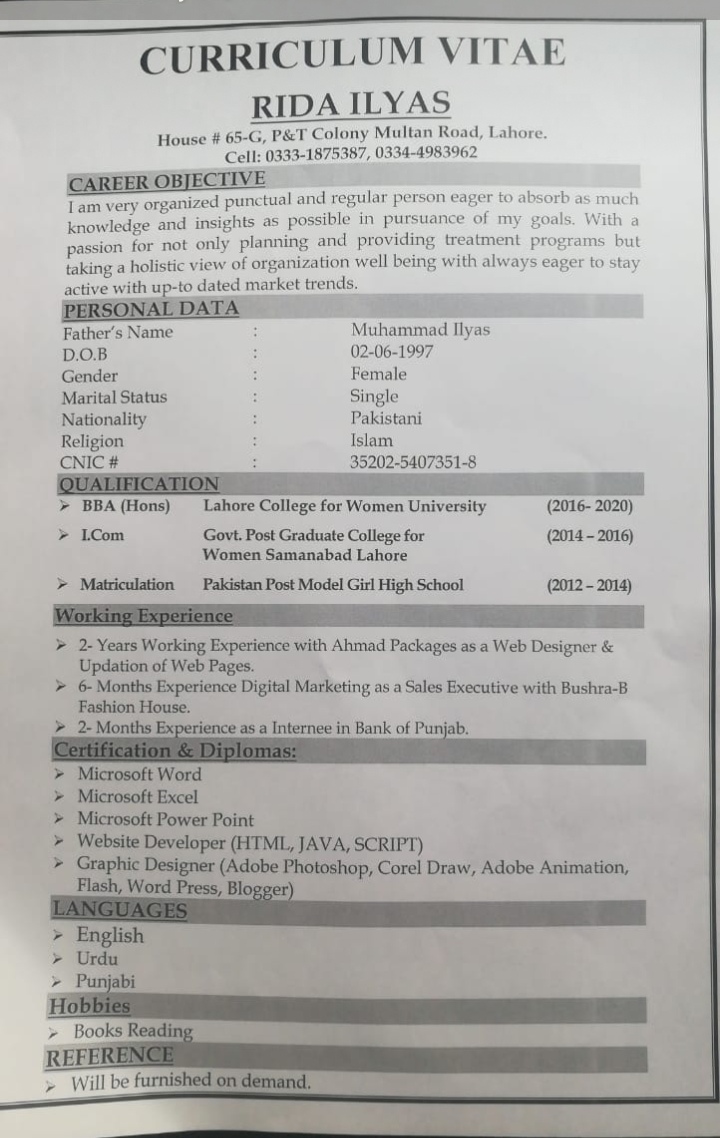 CURRICULUM VITAE
RIDA ILYAS
House # 65-G, P&T Colony Multan Road, Lahore.
Cell: 0333-1875387, 0334-4983962
CAREER OBJECTIVE
I am very organized punctual and regular person eager to absorb as much
knowledge and insights as possible in pursuance of my goals. With a
passion for not only planning and providing treatment programs but
taking a holistic view of organization well being with always eager to stay
active with up-to dated market trends.
PERSONAL DATA
Father's Name : Muhammad Ilyas
D.O.B : 02-06-1997
Gender : Female
Marital Status : Single
Nationality : Pakistani
Religion : Islam
CNIC # : 35202-5407351-8
QUALIFICATION
➢ BBA (Hons) Lahore College for Women University (2016- 2020)
➢ I.Com Govt. Post Graduate College for (2014 – 2016)
Women Samanabad Lahore
➢ Matriculation Pakistan Post Model Girl High School (2012 – 2014)
Working Experience
➢ 2- Years Working Experience with Ahmad Packages as a Web Designer &
Updation of Web Pages.
➢ 6- Months Experience Digital Marketing as a Sales Executive with Bushra-B
Fashion House.
➢ 2- Months Experience as a Internee in Bank of Punjab.
Certification & Diplomas:
➢ Microsoft Word
➢ Microsoft Excel
➢ Microsoft Power Point
➢ Website Developer (HTML, JAVA, SCRIPT)
➢ Graphic Designer (Adobe Photoshop, Corel Draw, Adobe Animation,
Flash, Word Press, Blogger)
LANGUAGES
➢ English
➢ Urdu
➢ Punjabi
Hobbies
➢ Books Reading
REFERENCE
➢ Will be furnished on demand.